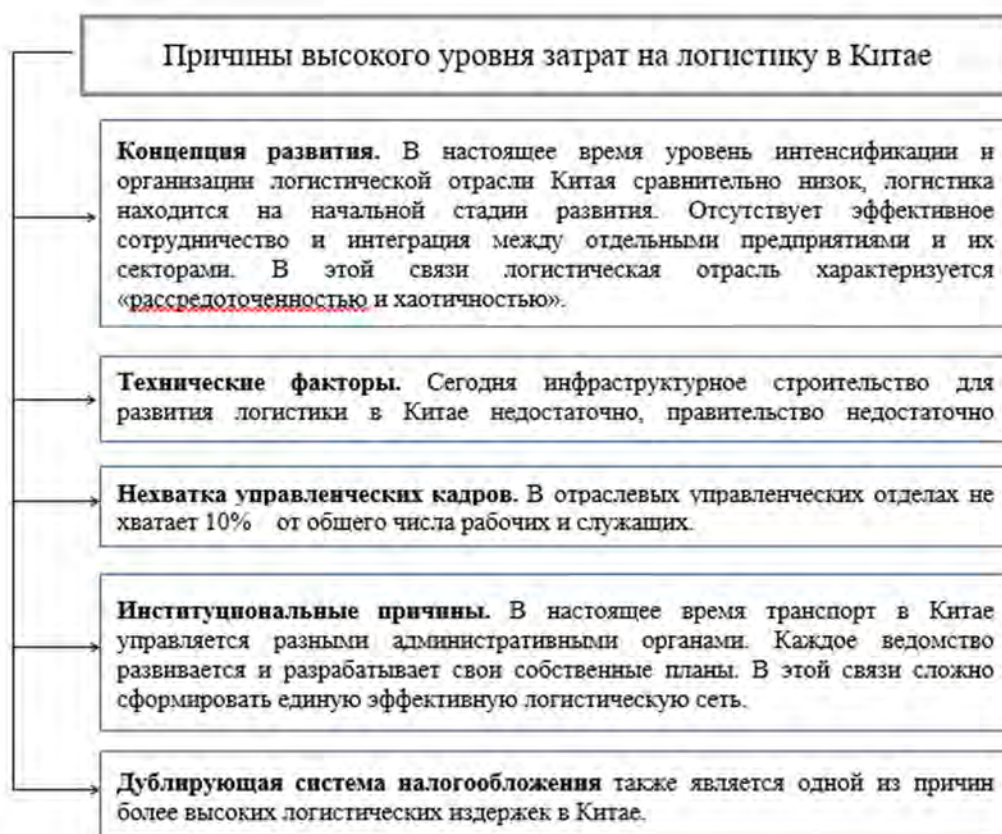 Причины высокого уровня затрат на логистику в Китае
Концепция развития. В настоящее время уровень интенсификации и
организации логистической отрасли Китая сравнительно низок, логистика
находится на начальной стадии развития. Отсутствует эффективное
сотрудничество и интеграция между отдельными предприятиями и их
секторами. В этой связи логистическая отрасль характеризуется
«рассредоточенностью и хаотичностью».
Технические факторы. Сегодня инфраструктурное строительство для
развития логистики в Китае недостаточно, правительство недостаточно
Нехватка управленческих кадров. В отраслевых управленческих отделах не
хватает 10% от общего числа рабочих и служащих.
Институциональные причины. В настоящее время транспорт в Китае
управляется разными административными органами. Каждое ведомство
развивается и разрабатывает свои собственные планы. В этой связи сложно
сформировать единую эффективную логистическую сеть.
Дублирующая система налогообложения также является одной из причин
более высоких логистических издержек в Китае.